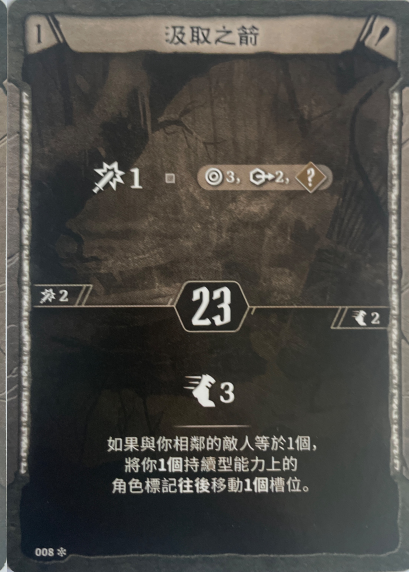 1 汲取之箭
1 3, 2, ?
2
23
2
3
如果與你相鄰的敵人等於1個,
將你1個持續型能力上的
角色標記往後移動1個槽位。
008